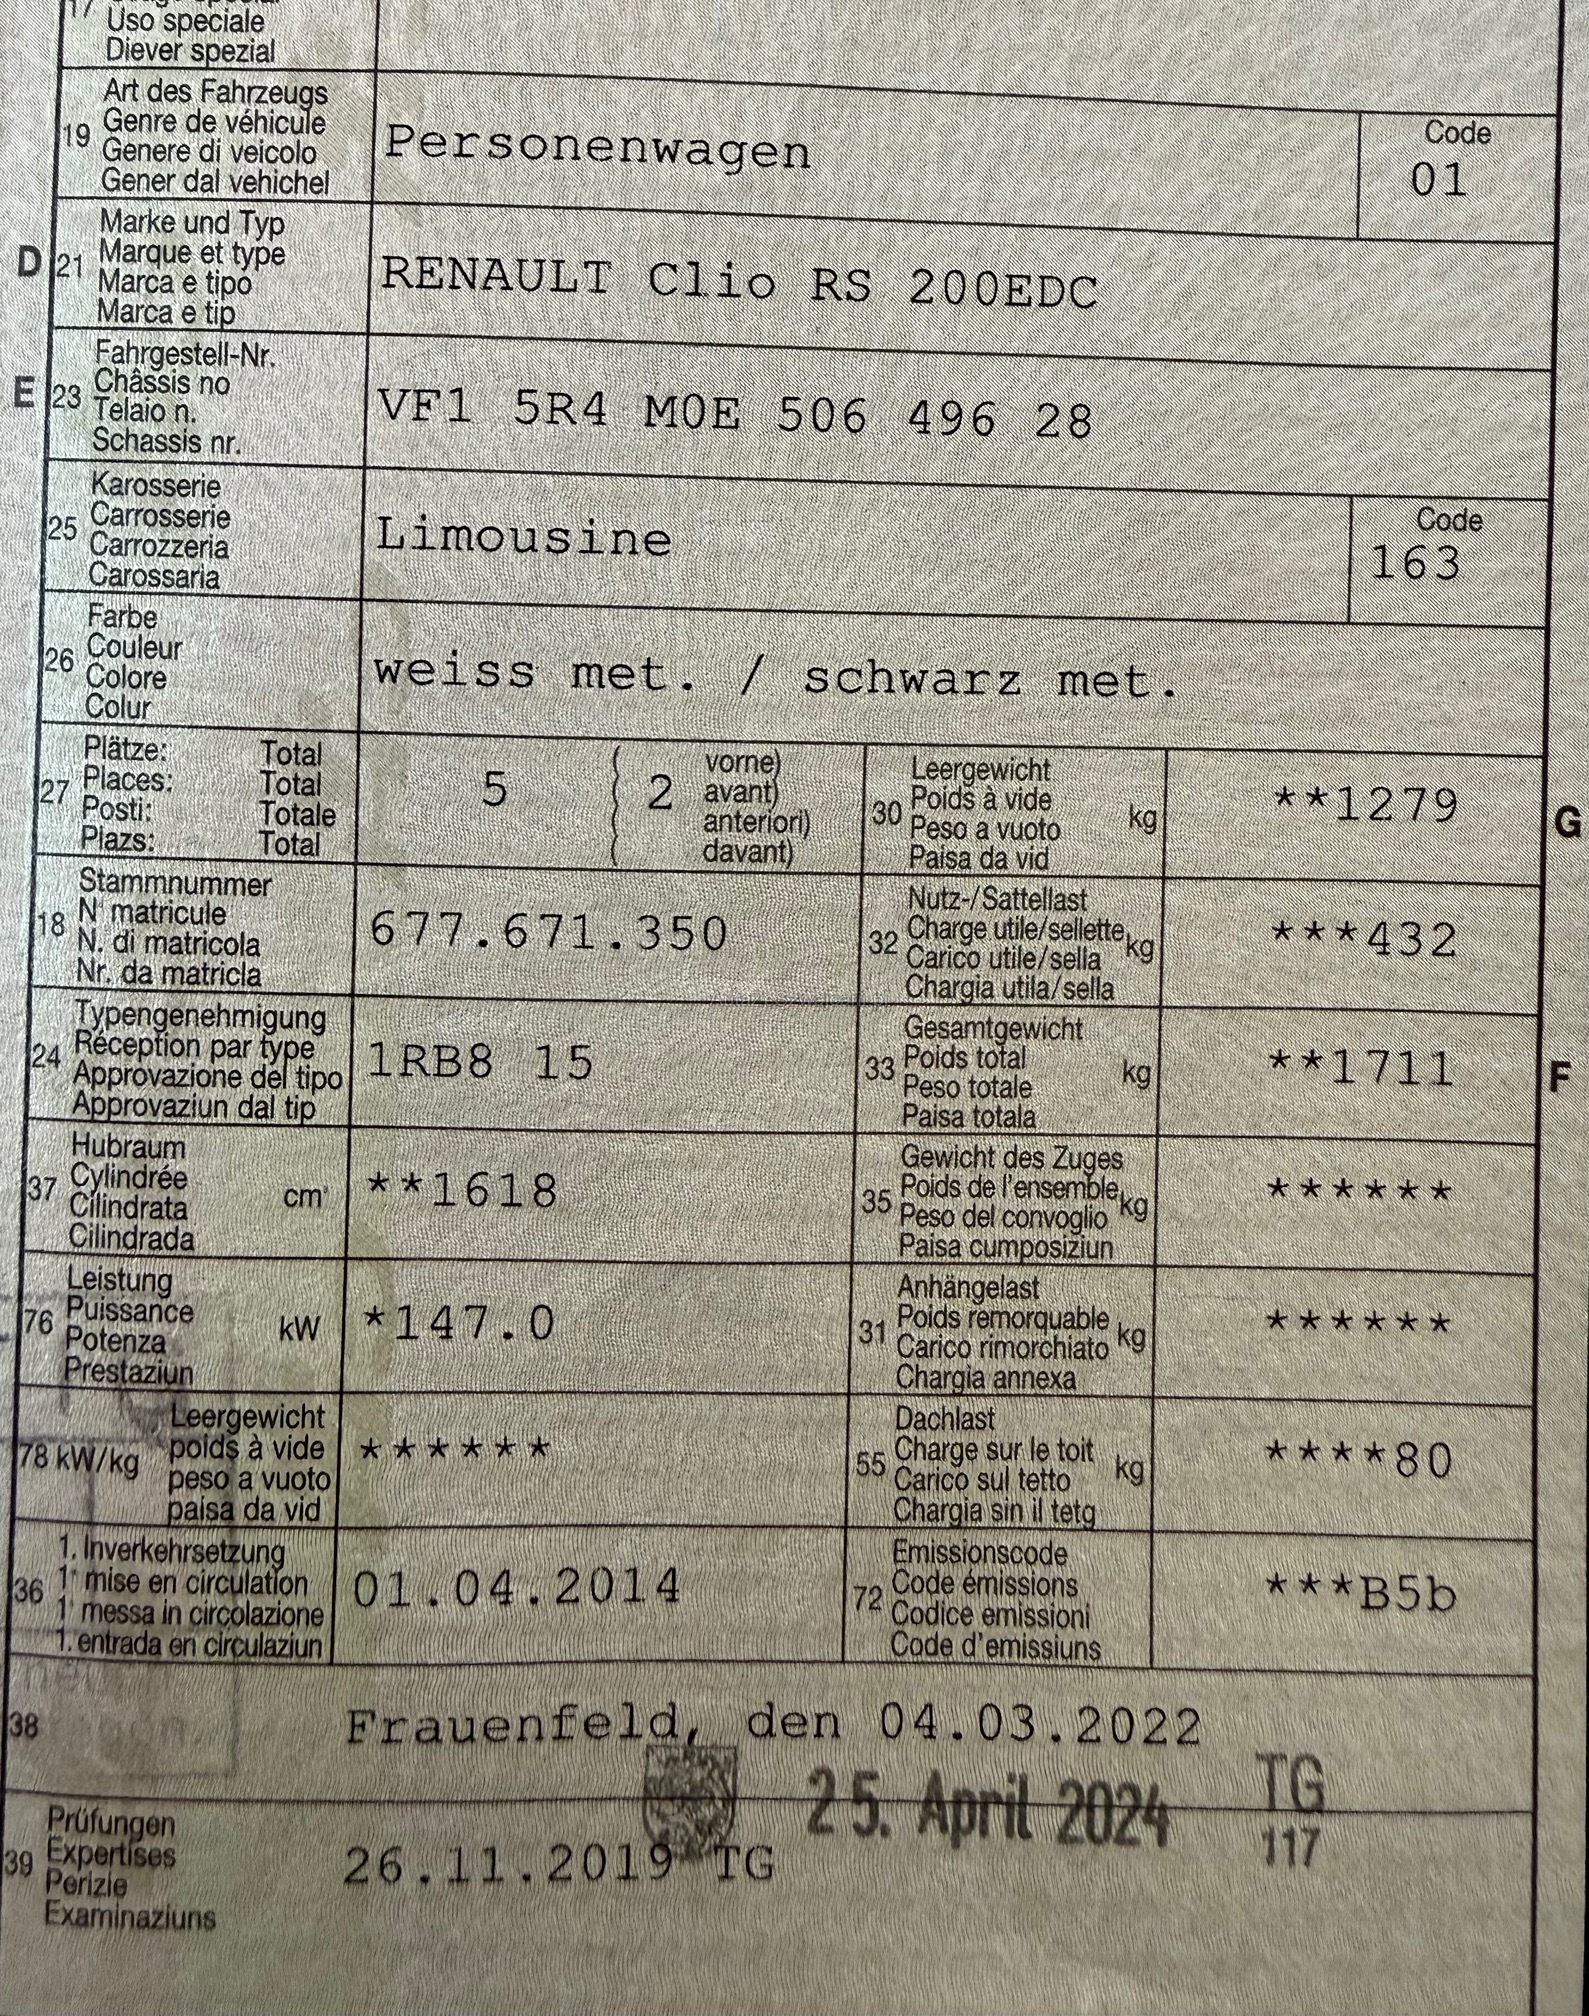 17
Uso speciale
Diever spezial
Art des Fahrzeugs
19 Genre de véhicule
Genere di veicolo
Gener dal vehichel
Personenwagen
Code
01
Marke und Typ
D 21 Marque et type
Marca e tipo
Marca e tip
RENAULT Clio RS 200EDC
Fahrgestell-Nr.
E 23 Châssis no
Telaio n.
Schassis nr.
VF1 5R4 M0E 506 496 28
Karosserie
25 Carrosserie
Carrozzeria
Carossaria
Limousine
Code
163
Farbe
26 Couleur
Colore
Colur
weiss met. / schwarz met.
Plätze: Total
27 Places: Total
Posti: Totale
Plazs: Total
5 ( 2 vorne)
avant)
anteriori)
davant)
Leergewicht
30 Poids à vide kg
Peso a vuoto
Paisa da vid
**1279 G
Stammnummer
18 N° matricule
N. di matricola
Nr. da matricla
677.671.350
Nutz-/Sattellast
32 Charge utile/sellette kg
Carico utile/sella
Chargia utila/sella
***432
Typengenehmigung
24 Réception par type
Approvazione del tipo
Approvaziun dal tip
1RB8 15
Gesamtgewicht
33 Poids total kg
Peso totale
Paisa totala
**1711 F
Hubraum
37 Cylindrée cm³
Cilindrata
Cilindrada
**1618
Gewicht des Zuges
35 Poids de l'ensemble kg
Peso del convoglio
Paisa cumposiziun
******
Leistung
76 Puissance kW
Potenza
Prestaziun
*147.0
Anhängelast
31 Poids remorquable kg
Carico rimorchiato
Chargia annexa
******
Leergewicht
78 kW/kg poids à vide
peso a vuoto
paisa da vid
******
Dachlast
55 Charge sur le toit kg
Carico sul tetto
Chargia sin il tetg
****80
1. Inverkehrsetzung
36 1° mise en circulation
1° messa in circolazione
1. entrada en circulaziun
01.04.2014
Emissionscode
72 Code émissions
Codice emissioni
Code d'emissiuns
***B5b
38 Frauenfeld, den 04.03.2022
25. April 2024 TG
117
Prüfungen
39 Expertises
Perizie
Examinaziuns
26.11.2019 TG